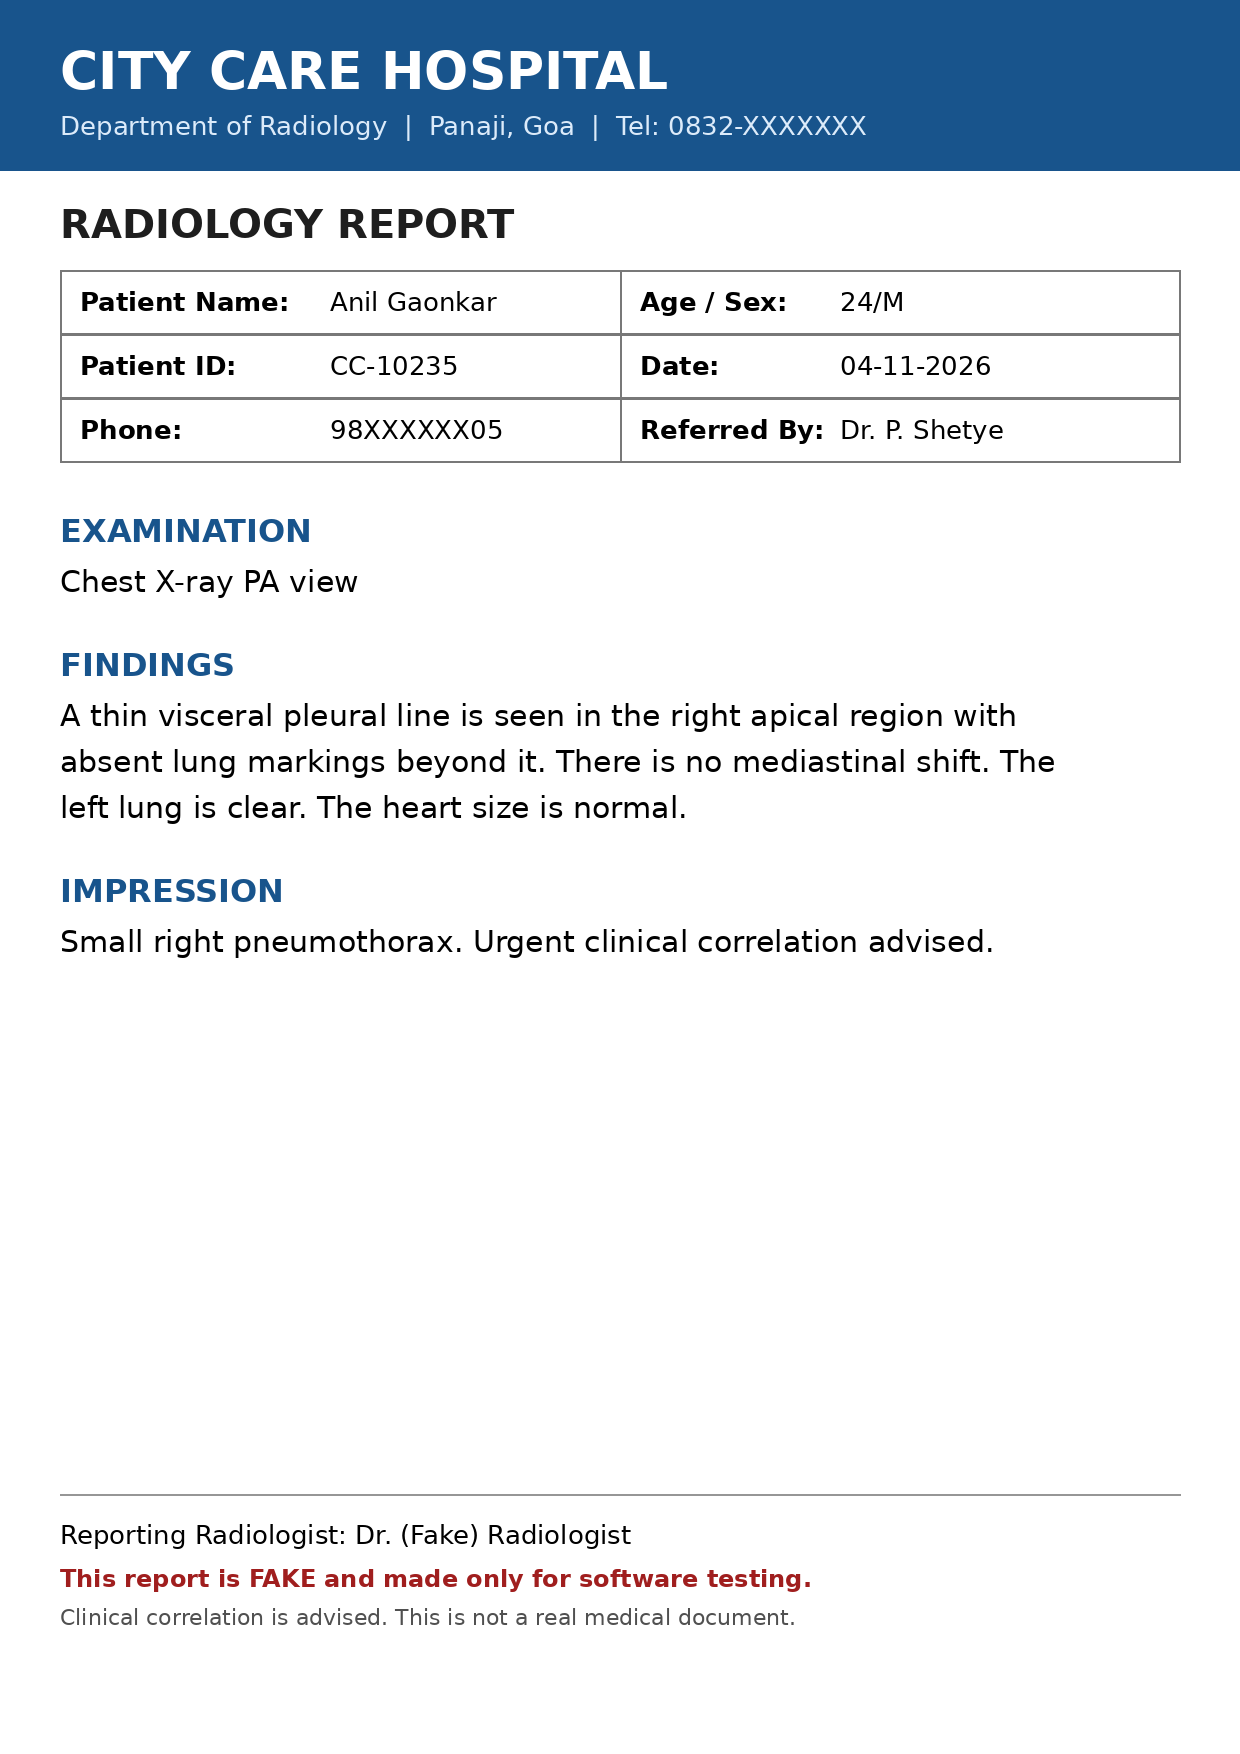 CITY CARE HOSPITAL
Department of Radiology | Panaji, Goa | Tel: 0832-XXXXXXX
RADIOLOGY REPORT
Patient Name: Anil Gaonkar Age / Sex: 24/M
Patient ID: CC-10235 Date: 04-11-2026
Phone: 98XXXXXX05 Referred By: Dr. P. Shetye
EXAMINATION
Chest X-ray PA view
FINDINGS
A thin visceral pleural line is seen in the right apical region with
absent lung markings beyond it. There is no mediastinal shift. The
left lung is clear. The heart size is normal.
IMPRESSION
Small right pneumothorax. Urgent clinical correlation advised.
Reporting Radiologist: Dr. (Fake) Radiologist
This report is FAKE and made only for software testing.
Clinical correlation is advised. This is not a real medical document.